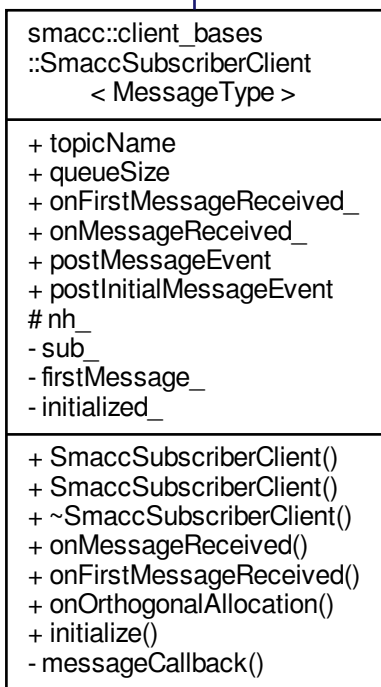 smacc::client_bases
::SmaccSubscriberClient
< MessageType >
+ topicName
+ queueSize
+ onFirstMessageReceived_
+ onMessageReceived_
+ postMessageEvent
+ postInitialMessageEvent
# nh_
- sub_
- firstMessage_
- initialized_
+ SmaccSubscriberClient()
+ SmaccSubscriberClient()
+ ~SmaccSubscriberClient()
+ onMessageReceived()
+ onFirstMessageReceived()
+ onOrthogonalAllocation()
+ initialize()
- messageCallback()